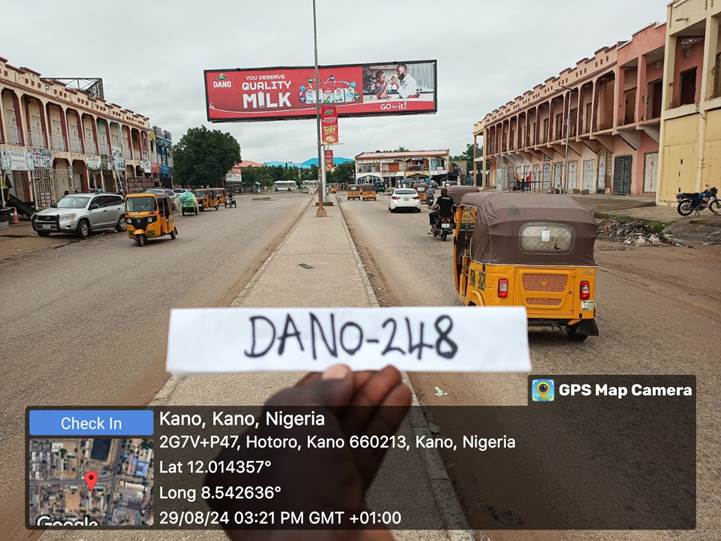 DANO
YOU DESERVE
QUALITY
MILK
GO for it!
DANO-248
GPS Map Camera
Check In
Kano, Kano, Nigeria
2G7V+P47, Hotoro, Kano 660213, Kano, Nigeria
Lat 12.014357°
Long 8.542636°
29/08/24 03:21 PM GMT +01:00
Google